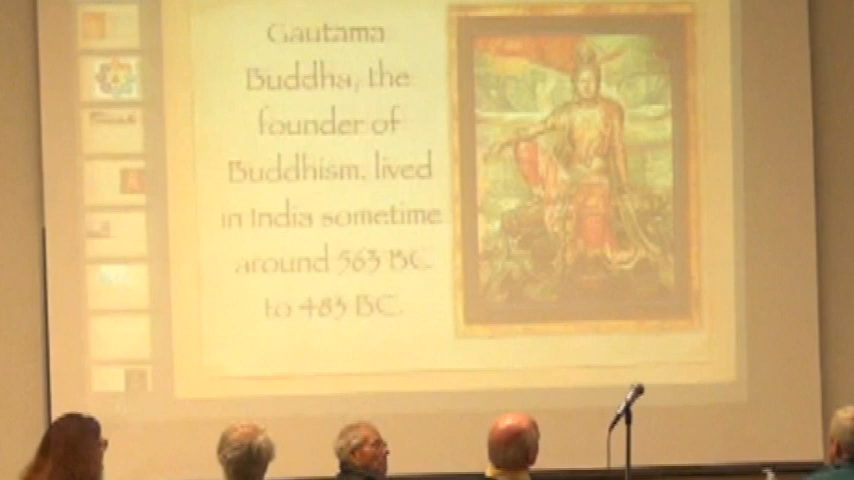 Gautama
Buddha, the
founder of
Buddhism, lived
in India sometime
around 563 BC
to 483 BC.